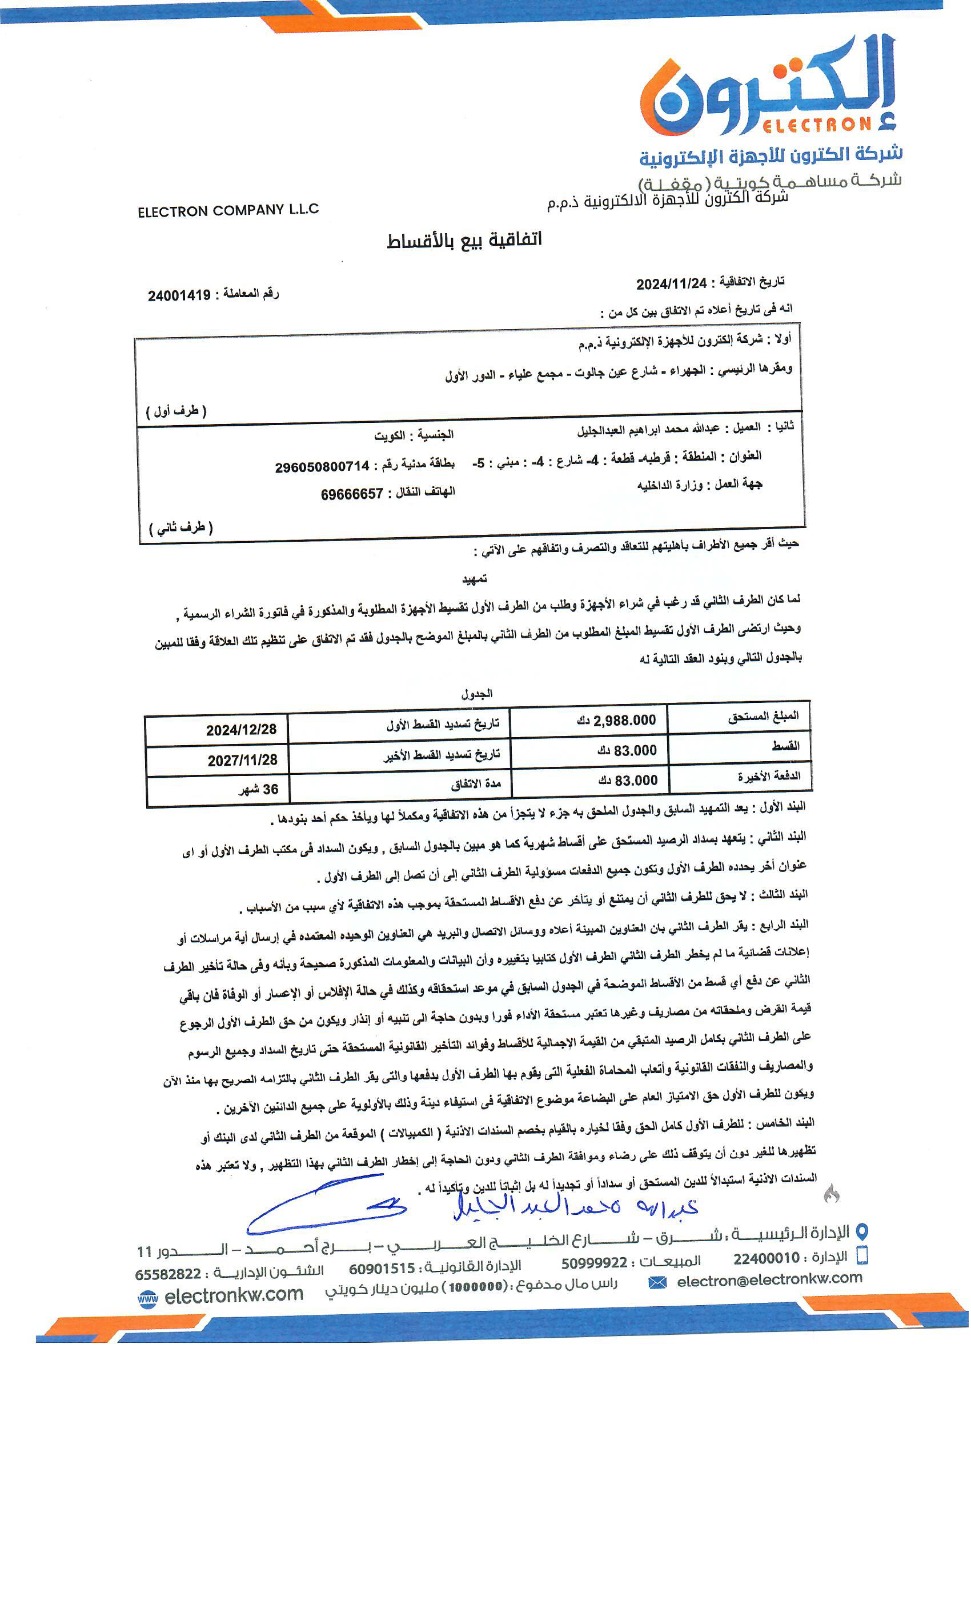 إلكترون
ELECTRON
شركة الكترون للأجهزة الإلكترونية
شركة مساهمة كويتية (مقفلة)
شركة الكترون للأجهزة الالكترونية ذ.م.م
ELECTRON COMPANY L.L.C
اتفاقية بيع بالأقساط
تاريخ الاتفاقية : 2024/11/24
رقم المعاملة : 24001419
انه فى تاريخ أعلاه تم الاتفاق بين كل من :
أولا : شركة إلكترون للأجهزة الإلكترونية ذ.م.م
ومقرها الرئيسي : الجهراء - شارع عين جالوت - مجمع علياء - الدور الأول
( طرف أول )
ثانيا : العميل : عبدالله محمد ابراهيم العبدالجليل الجنسية : الكويت
العنوان : المنطقة : قرطبه- قطعة : 4- شارع : 4- : مبني : 5- بطاقة مدنية رقم : 296050800714
جهة العمل : وزارة الداخليه الهاتف النقال : 69666657
( طرف ثاني )
حيث أقر جميع الأطراف بأهليتهم للتعاقد والتصرف واتفاقهم على الآتي :
تمهيد
لما كان الطرف الثاني قد رغب في شراء الأجهزة وطلب من الطرف الأول تقسيط الأجهزة المطلوبة والمذكورة في فاتورة الشراء الرسمية ,
وحيث ارتضى الطرف الأول تقسيط المبلغ المطلوب من الطرف الثاني بالمبلغ الموضح بالجدول فقد تم الاتفاق على تنظيم تلك العلاقة وفقا للمبين
بالجدول التالي وبنود العقد التالية له
الجدول
المبلغ المستحق 2,988.000 دك تاريخ تسديد القسط الأول 2024/12/28
القسط 83.000 دك تاريخ تسديد القسط الأخير 2027/11/28
الدفعة الأخيرة 83.000 دك مدة الاتفاق 36 شهر
البند الأول : يعد التمهيد السابق والجدول الملحق به جزء لا يتجزأ من هذه الاتفاقية ومكملاً لها ويأخذ حكم أحد بنودها .
البند الثاني : يتعهد بسداد الرصيد المستحق على أقساط شهرية كما هو مبين بالجدول السابق , ويكون السداد فى مكتب الطرف الأول أو اى
عنوان أخر يحدده الطرف الأول وتكون جميع الدفعات مسؤولية الطرف الثاني إلى أن تصل إلى الطرف الأول .
البند الثالث : لا يحق للطرف الثاني أن يمتنع أو يتأخر عن دفع الأقساط المستحقة بموجب هذه الاتفاقية لأي سبب من الأسباب .
البند الرابع : يقر الطرف الثاني بان العناوين المبينة أعلاه ووسائل الاتصال والبريد هي العناوين الوحيده المعتمده في إرسال أية مراسلات أو
إعلانات قضائية ما لم يخطر الطرف الثاني الطرف الأول كتابيا بتغييره وأن البيانات والمعلومات المذكورة صحيحة وبأنه وفى حالة تأخير الطرف
الثاني عن دفع أي قسط من الأقساط الموضحة في الجدول السابق في موعد استحقاقه وكذلك في حالة الإفلاس أو الإعسار أو الوفاة فان باقي
قيمة القرض وملحقاته من مصاريف وغيرها تعتبر مستحقة الأداء فورا وبدون حاجة الى تنبيه أو إنذار ويكون من حق الطرف الأول الرجوع
على الطرف الثاني بكامل الرصيد المتبقي من القيمة الإجمالية للأقساط وفوائد التأخير القانونية المستحقة حتى تاريخ السداد وجميع الرسوم
والمصاريف والنفقات القانونية وأتعاب المحاماة الفعلية التى يقوم بها الطرف الأول بدفعها والتى يقر الطرف الثاني بالتزامه الصريح بها منذ الآن
ويكون للطرف الأول حق الامتياز العام على البضاعة موضوع الاتفاقية فى استيفاء دينة وذلك بالأولوية على جميع الدائنين الأخرين .
البند الخامس : للطرف الأول كامل الحق وفقا لخياره بالقيام بخصم السندات الاذنية ( الكمبيالات ) الموقعة من الطرف الثاني لدى البنك أو
تظهيرها للغير دون أن يتوقف ذلك على رضاء وموافقة الطرف الثاني ودون الحاجة إلى إخطار الطرف الثاني بهذا التظهير , ولا تعتبر هذه
السندات الاذنية استبدالاً للدين المستحق أو سداداً أو تجديداً له بل إثباتاً للدين وتأكيداً له .
عبدالله محمد العبدالجليل
الإدارة الرئيسية : شرق - شارع الخليج العربي - برج أحمد - الدور 11
الإدارة : 22400010 المبيعات : 50999922 الإدارة القانونية : 60901515 الشئون الإدارية : 65582822
electron@electronkw.com رأس مال مدفوع : (1000000) مليون دينار كويتي electronkw.com